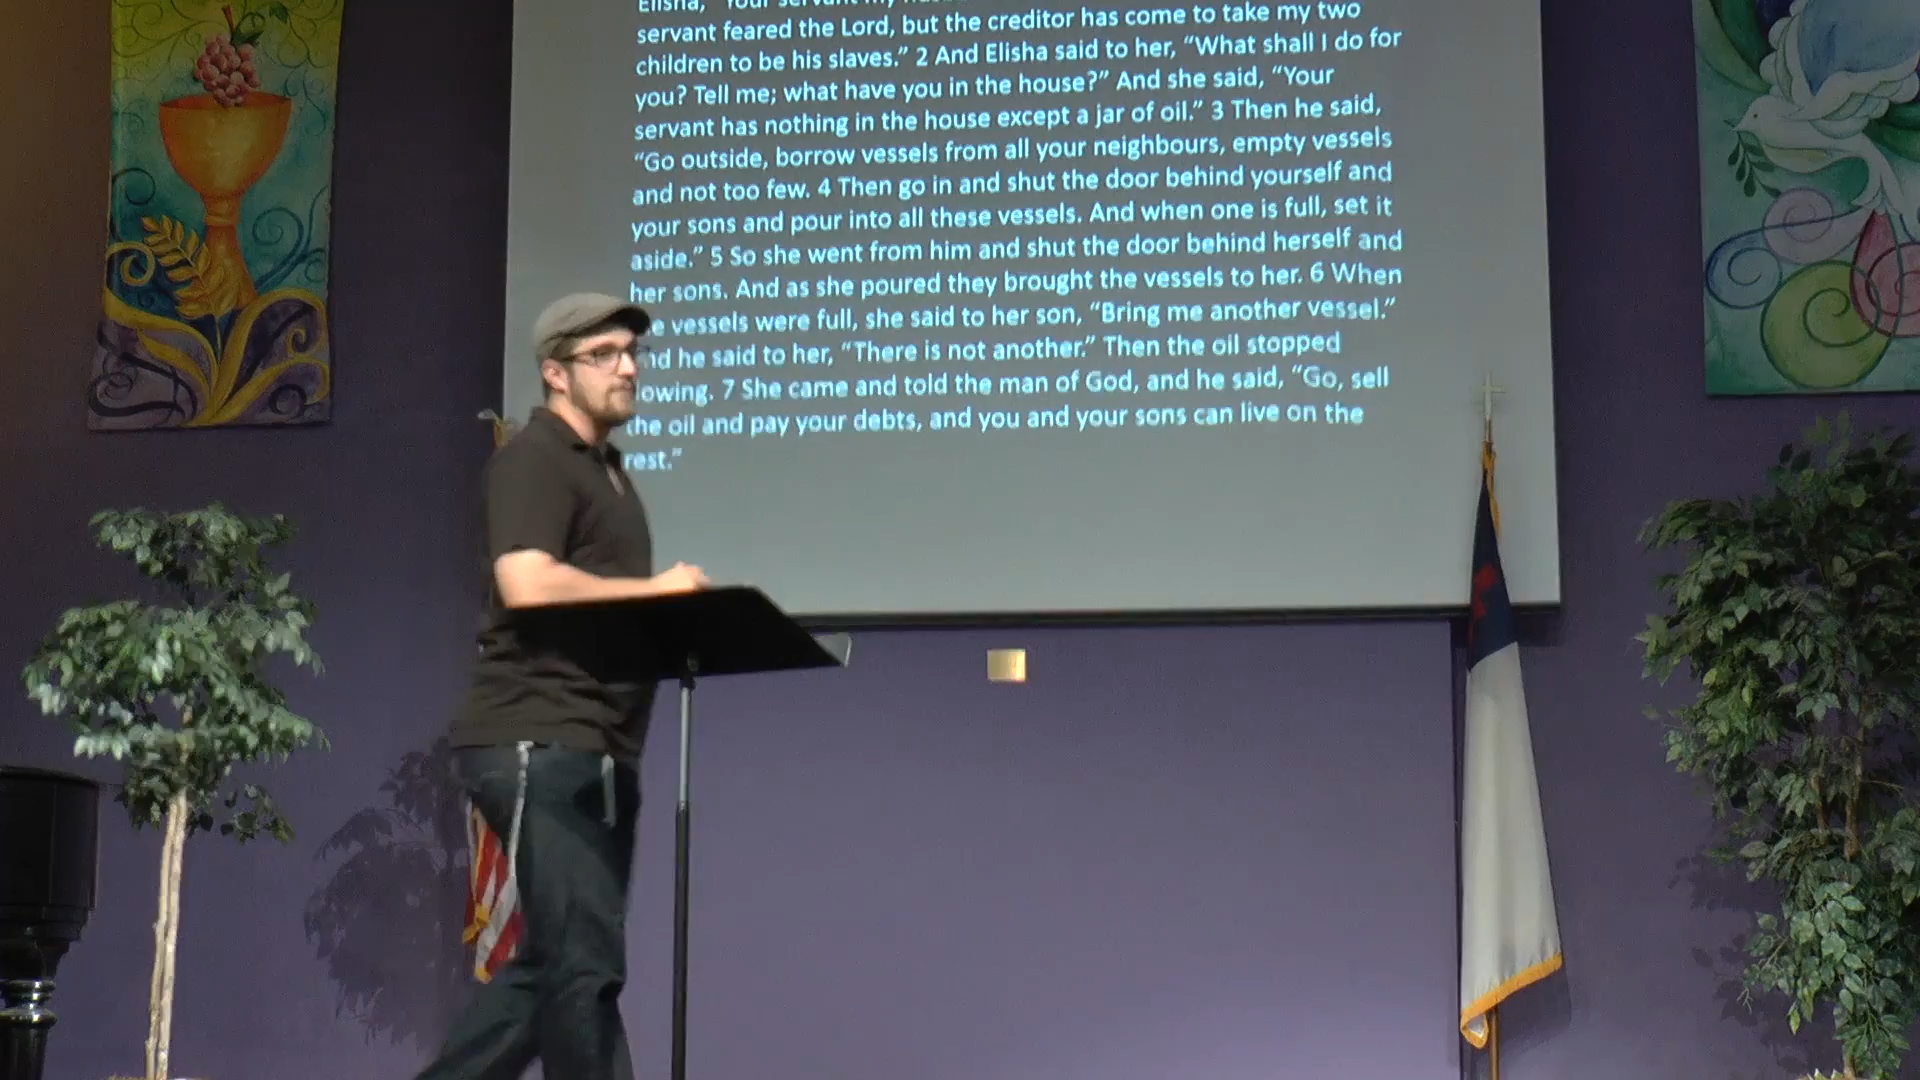 Elisha, "Your servant my
servant feared the Lord, but the creditor has come to take my two
children to be his slaves." 2 And Elisha said to her, "What shall I do for
you? Tell me; what have you in the house?" And she said, "Your
servant has nothing in the house except a jar of oil." 3 Then he said,
"Go outside, borrow vessels from all your neighbours, empty vessels
and not too few. 4 Then go in and shut the door behind yourself and
your sons and pour into all these vessels. And when one is full, set it
aside." 5 So she went from him and shut the door behind herself and
her sons. And as she poured they brought the vessels to her. 6 When
e vessels were full, she said to her son, "Bring me another vessel."
nd he said to her, "There is not another." Then the oil stopped
lowing. 7 She came and told the man of God, and he said, "Go, sell
the oil and pay your debts, and you and your sons can live on the
rest."